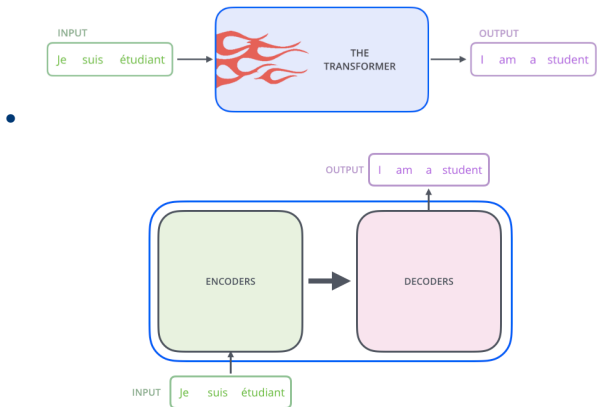 INPUT
Je suis étudiant
THE
TRANSFORMER
OUTPUT
I am a student
OUTPUT
I am a student
ENCODERS
DECODERS
INPUT
Je suis étudiant